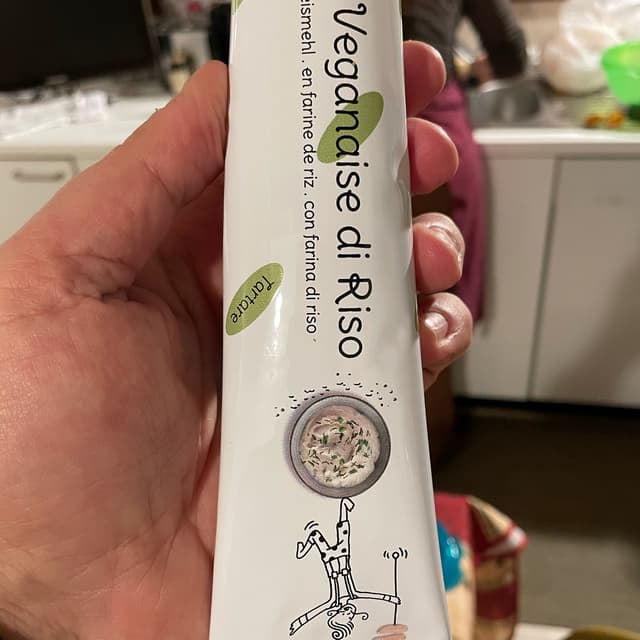 Veganaise di Riso
eismehl . en farine de riz . con farina di riso
Tartare